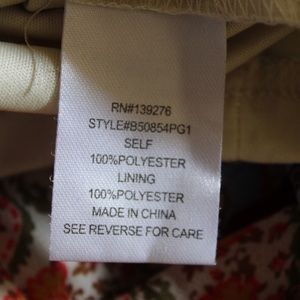 RN#139276
STYLE#B50854PG1
SELF
100%POLYESTER
LINING
100%POLYESTER
MADE IN CHINA
SEE REVERSE FOR CARE